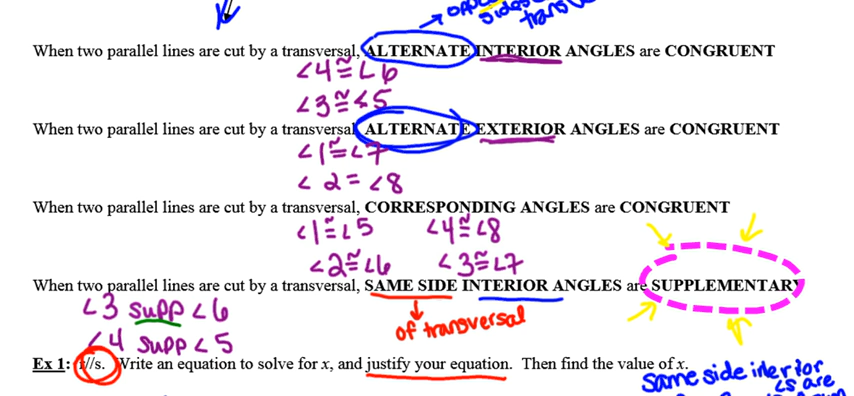 → opp
sides
trans
When two parallel lines are cut by a transversal, ALTERNATE INTERIOR ANGLES are CONGRUENT
∠4≅∠6
∠3≅∠5
When two parallel lines are cut by a transversal, ALTERNATE EXTERIOR ANGLES are CONGRUENT
∠1≅∠7
∠2=∠8
When two parallel lines are cut by a transversal, CORRESPONDING ANGLES are CONGRUENT
∠1≅∠5 ∠4≅∠8
∠2≅∠6 ∠3≅∠7
When two parallel lines are cut by a transversal, SAME SIDE INTERIOR ANGLES are SUPPLEMENTARY
∠3 supp ∠6
of transversal
∠4 supp ∠5
Ex 1: r//s. Write an equation to solve for x, and justify your equation. Then find the value of x.
same side interior
∠s are